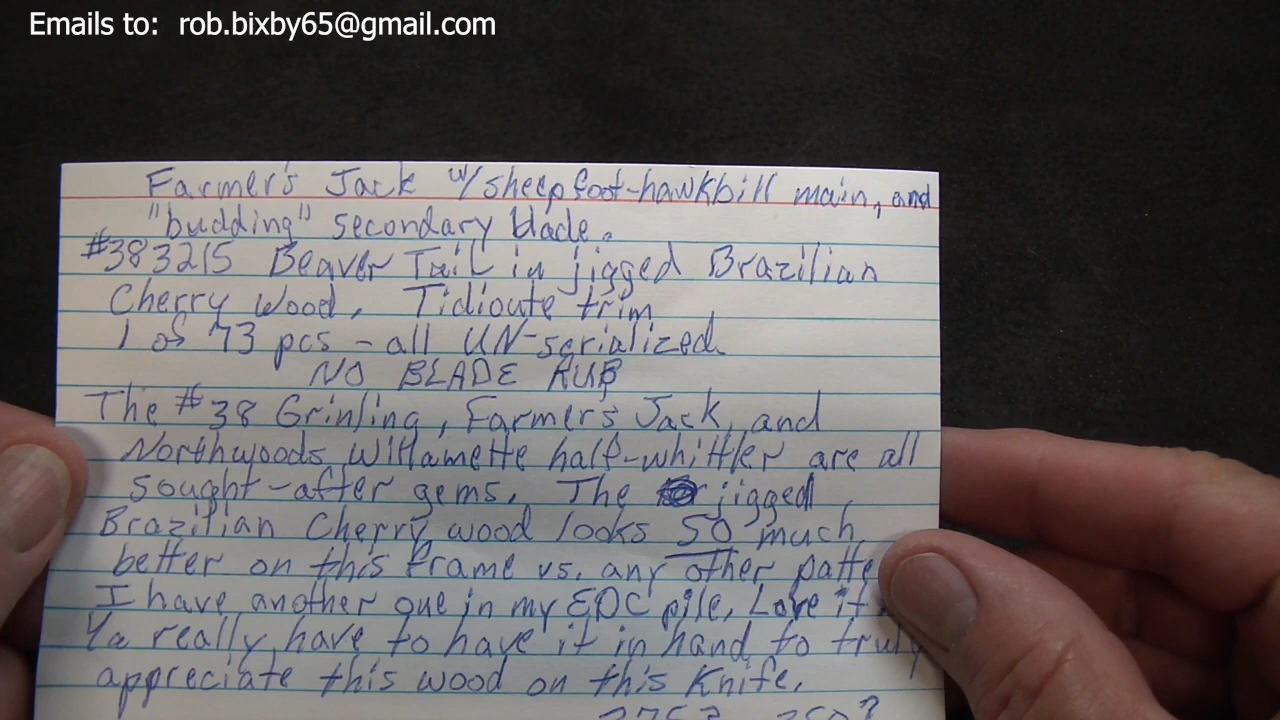 Emails to: rob.bixby65@gmail.com
Farmer's Jack w/ sheepfoot-hawkbill main, and
"budding" secondary blade.
#383215 Beaver Tail in jigged Brazilian
Cherry Wood, Tidioute trim
1 of 73 pcs - all UN-serialized.
NO BLADE RUB
The #38 Grinling, Farmer's Jack, and
Northwoods Willamette half-whittler are all
sought-after gems. The jigged
Brazilian Cherry wood looks SO much
better on this frame vs. any other patte
I have another one in my EDC pile, Love it
Ya really have to have it in hand to truly
appreciate this wood on this Knife.